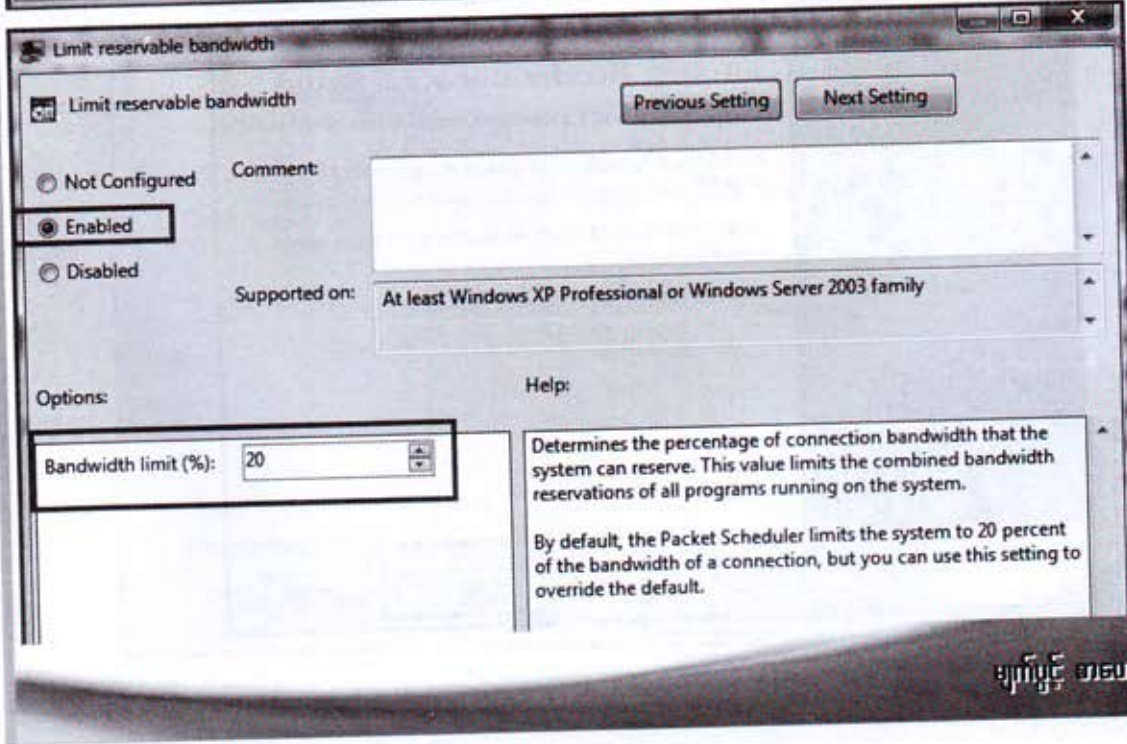 Limit reservable bandwidth
Limit reservable bandwidth
Previous Setting
Next Setting
Not Configured
Comment:
Enabled
Disabled
Supported on:
At least Windows XP Professional or Windows Server 2003 family
Options:
Help:
Bandwidth limit (%):
20
Determines the percentage of connection bandwidth that the
system can reserve. This value limits the combined bandwidth
reservations of all programs running on the system.
By default, the Packet Scheduler limits the system to 20 percent
of the bandwidth of a connection, but you can use this setting to
override the default.
မျက်ပွင့်